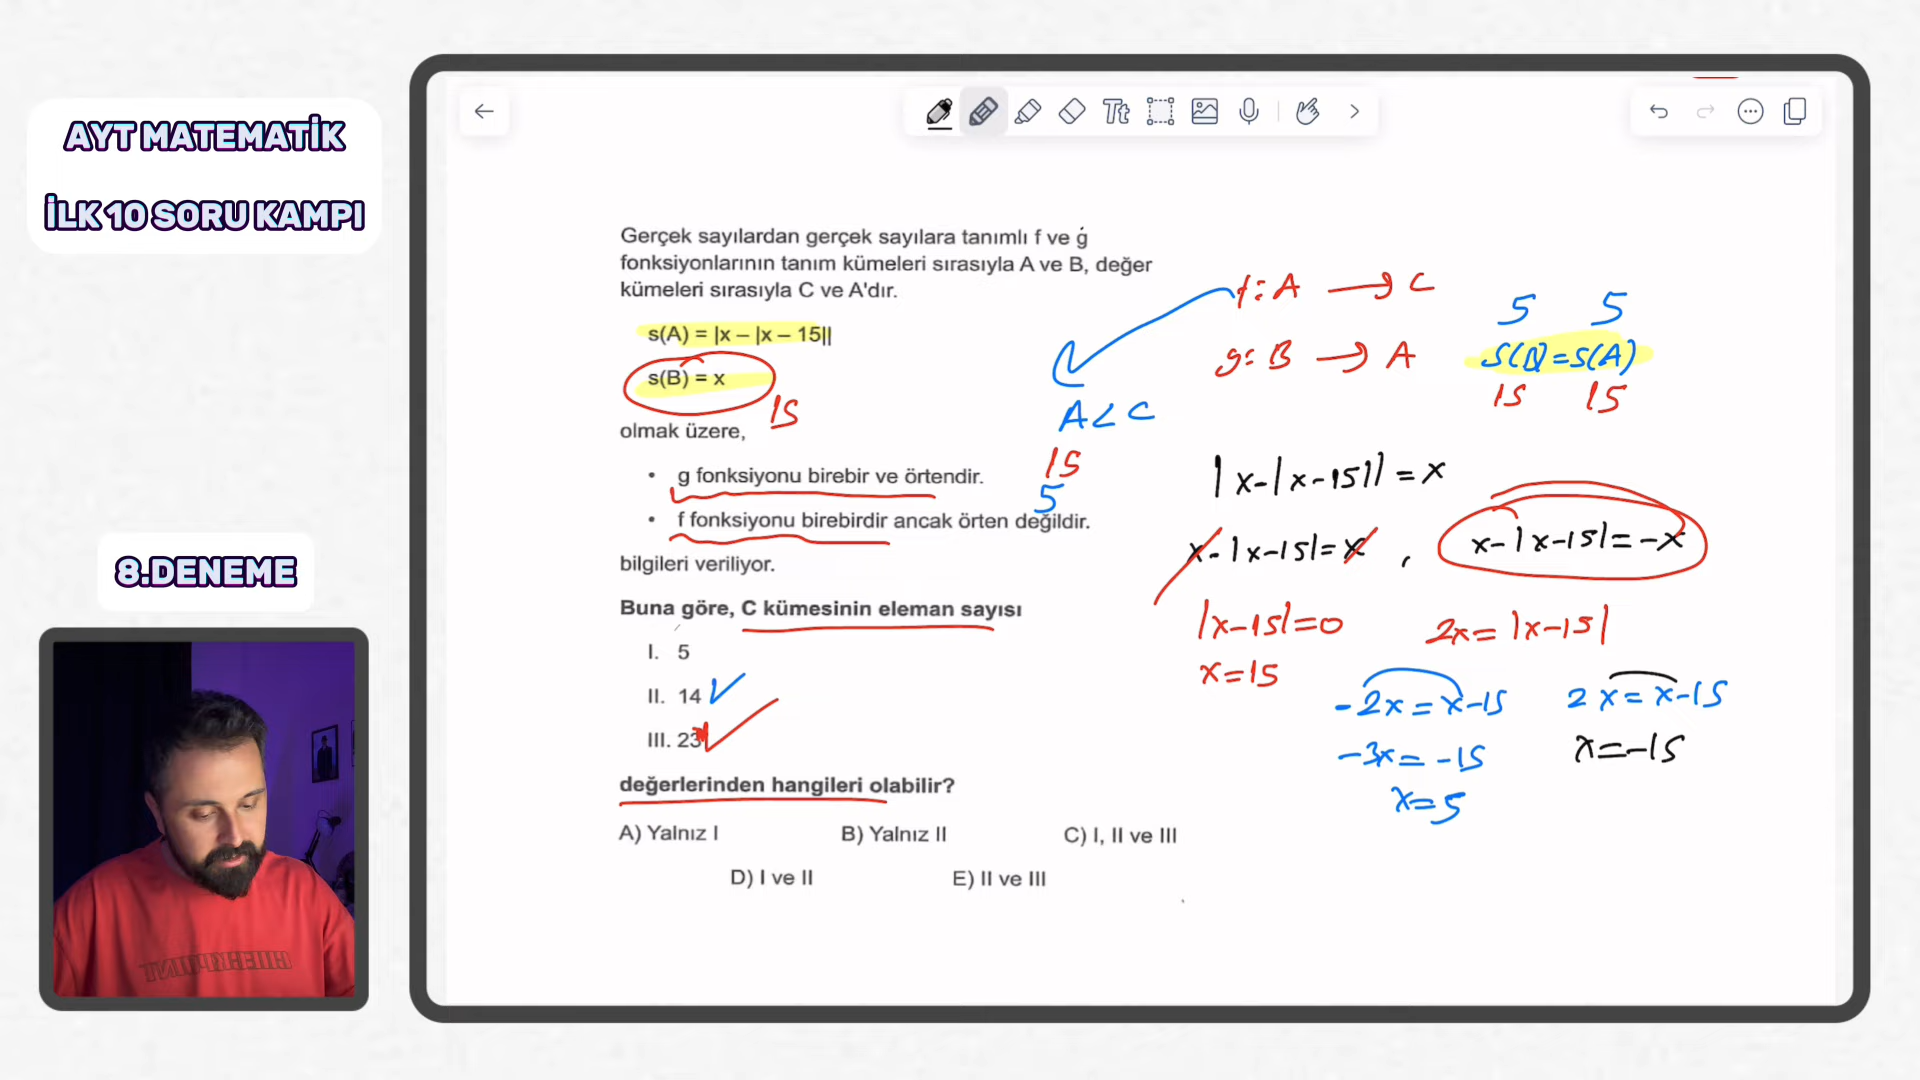 AYT MATEMATİK
İLK 10 SORU KAMPI
8.DENEME
Tt
Gerçek sayılardan gerçek sayılara tanımlı f ve g
fonksiyonlarının tanım kümeleri sırasıyla A ve B, değer
kümeleri sırasıyla C ve A'dır.
s(A) = |x – |x – 15||
s(B) = x
15
olmak üzere,
• g fonksiyonu birebir ve örtendir.
• f fonksiyonu birebirdir ancak örten değildir.
bilgileri veriliyor.
Buna göre, C kümesinin eleman sayısı
I. 5
II. 14
III. 23
değerlerinden hangileri olabilir?
A) Yalnız I
B) Yalnız II
C) I, II ve III
D) I ve II
E) II ve III
f: A → C
g: B → A
A < C
15
5
5 5
s(B)=s(A)
15 15
|x-|x-15||=x
x-|x-15|=x , x-|x-15|=-x
|x-15|=0
x=15
2x=|x-15|
-2x=x-15
-3x=-15
x=5
2x=x-15
x=-15